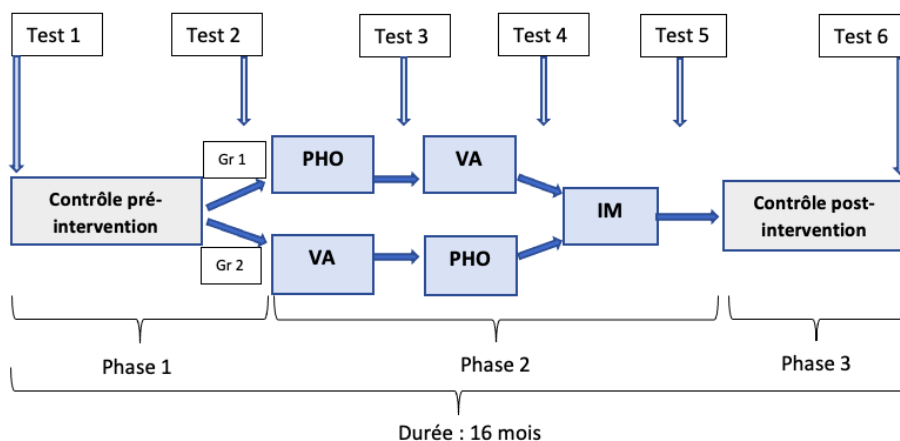 Test 1
Test 2
Test 3
Test 4
Test 5
Test 6
Gr 1
PHO
VA
Contrôle pré-
intervention
IM
Contrôle post-
intervention
Gr 2
VA
PHO
Phase 1
Phase 2
Phase 3
Durée : 16 mois